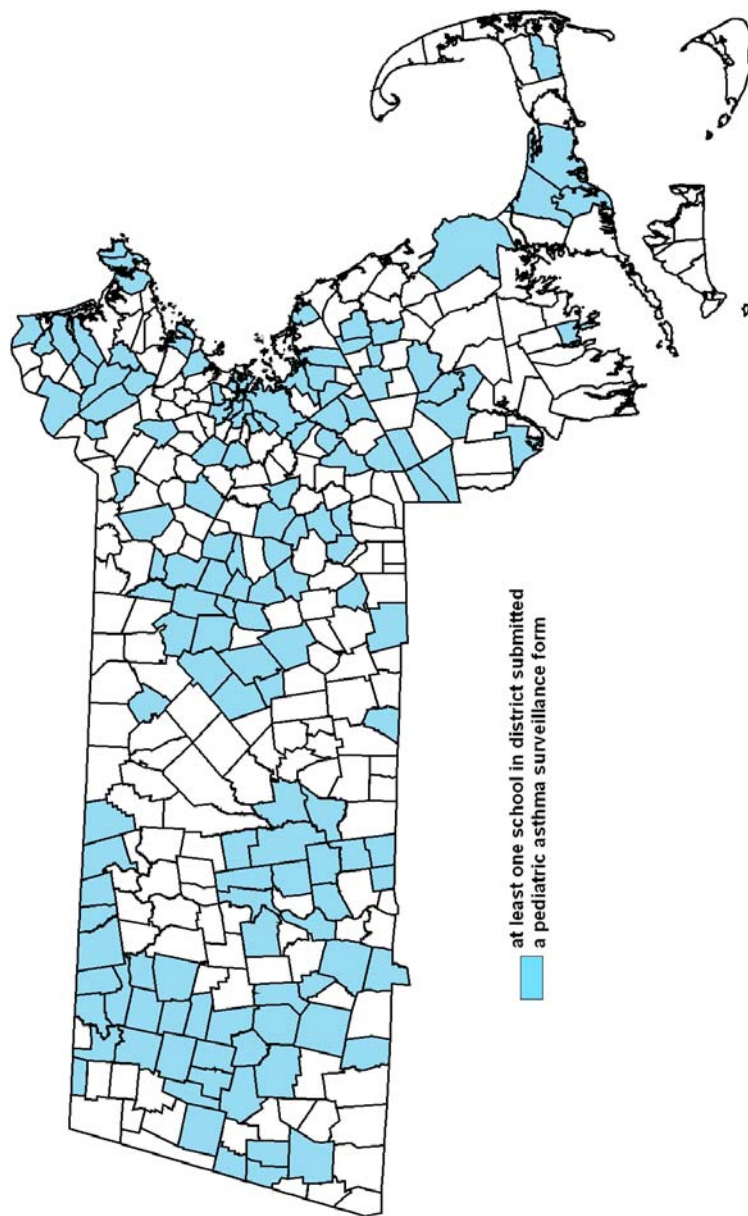 at least one school in district submitted
a pediatric asthma surveillance form